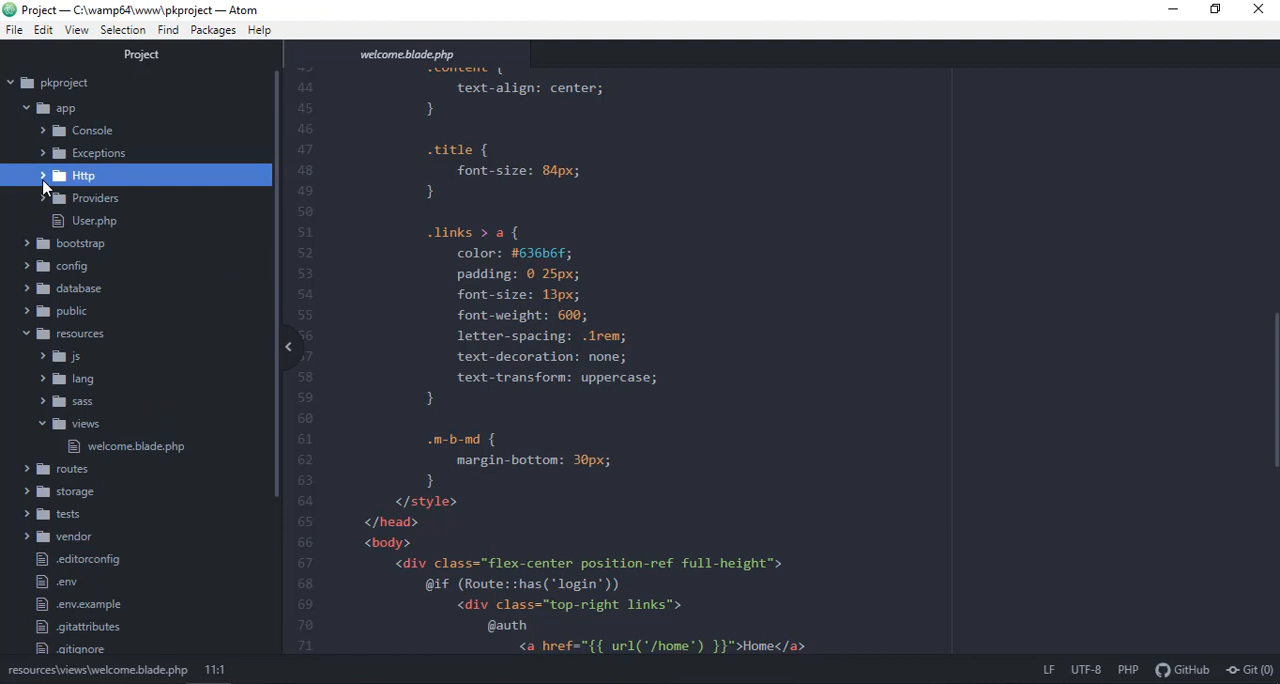 Project — C:\wamp64\www\pkproject — Atom
File Edit View Selection Find Packages Help
Project
welcome.blade.php
pkproject
app
Console
Exceptions
Http
Providers
User.php
bootstrap
config
database
public
resources
js
lang
sass
views
welcome.blade.php
routes
storage
tests
vendor
.editorconfig
.env
.env.example
.gitattributes
.gitignore
43 .content {
44 text-align: center;
45 }
46
47 .title {
48 font-size: 84px;
49 }
50
51 .links > a {
52 color: #636b6f;
53 padding: 0 25px;
54 font-size: 13px;
55 font-weight: 600;
56 letter-spacing: .1rem;
57 text-decoration: none;
58 text-transform: uppercase;
59 }
60
61 .m-b-md {
62 margin-bottom: 30px;
63 }
64 </style>
65 </head>
66 <body>
67 <div class="flex-center position-ref full-height">
68 @if (Route::has('login'))
69 <div class="top-right links">
70 @auth
71 <a href="{{ url('/home') }}">Home</a>
resources\views\welcome.blade.php 11:1 LF UTF-8 PHP GitHub Git (0)